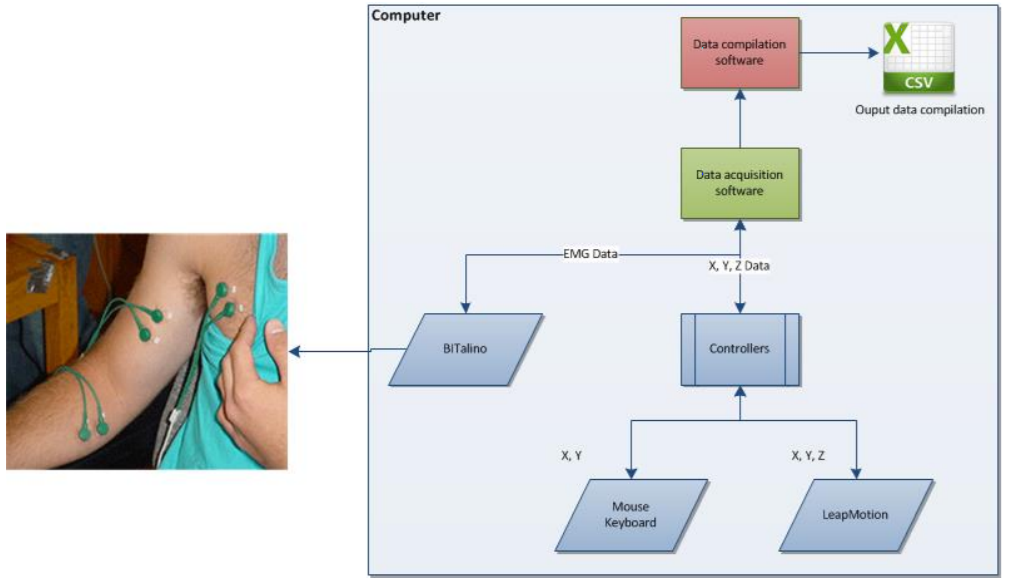 Computer
Data compilation
software
X
CSV
Ouput data compilation
Data acquisition
software
EMG Data
X, Y, Z Data
BITalino
Controllers
X, Y
X, Y, Z
Mouse
Keyboard
LeapMotion